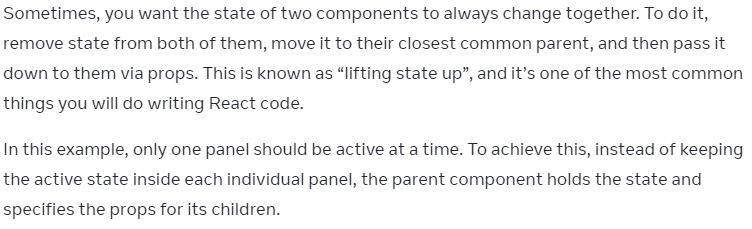 Sometimes, you want the state of two components to always change together. To do it,
remove state from both of them, move it to their closest common parent, and then pass it
down to them via props. This is known as “lifting state up”, and it’s one of the most common
things you will do writing React code.
In this example, only one panel should be active at a time. To achieve this, instead of keeping
the active state inside each individual panel, the parent component holds the state and
specifies the props for its children.